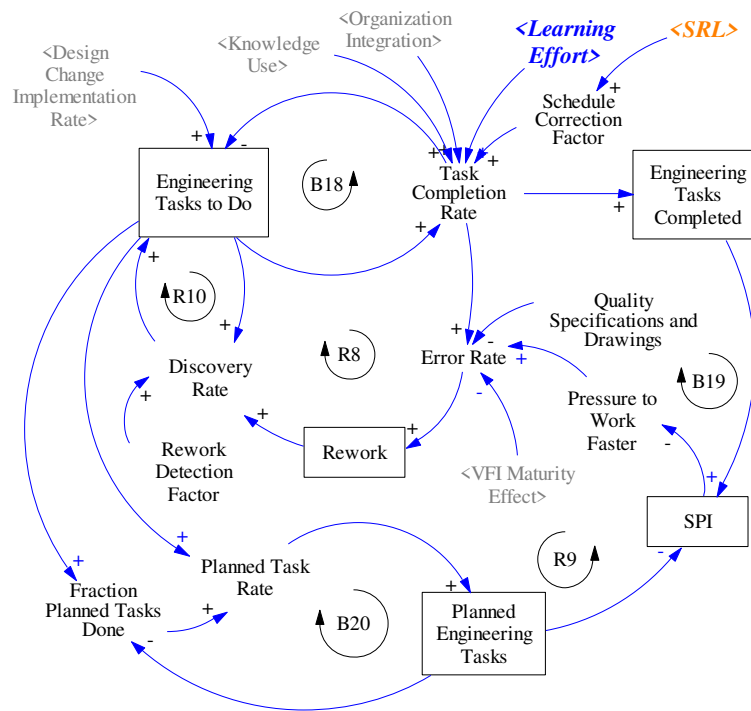 <Design
Change
Implementation
Rate>
<Knowledge
Use>
<Organization
Integration>
<Learning
Effort>
<SRL>
+
Schedule
Correction
Factor
+
-
+
+
+
Engineering
Tasks to Do
B18
Task
Completion
Rate
+
Engineering
Tasks
Completed
+
+
R10
+
R8
+
-
+
-
Error Rate
Quality
Specifications and
Drawings
B19
Discovery
Rate
+
+
+
Rework
Rework
Detection
Factor
<VFI Maturity
Effect>
Pressure to
Work
Faster
-
+
SPI
-
R9
+
+
Fraction
Planned Tasks
Done
+
-
Planned Task
Rate
B20
+
Planned
Engineering
Tasks